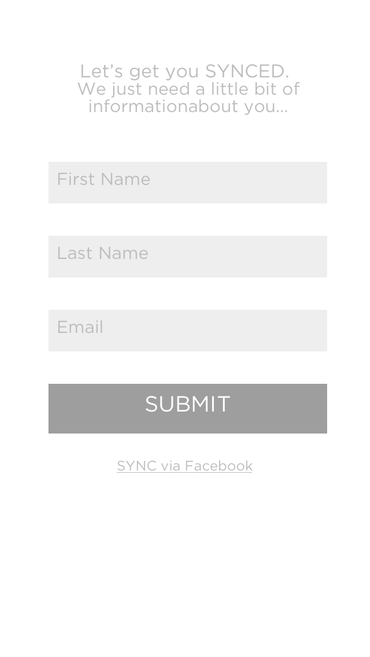 Let’s get you SYNCED.
We just need a little bit of
informationabout you...
First Name
Last Name
Email
SUBMIT
SYNC via Facebook